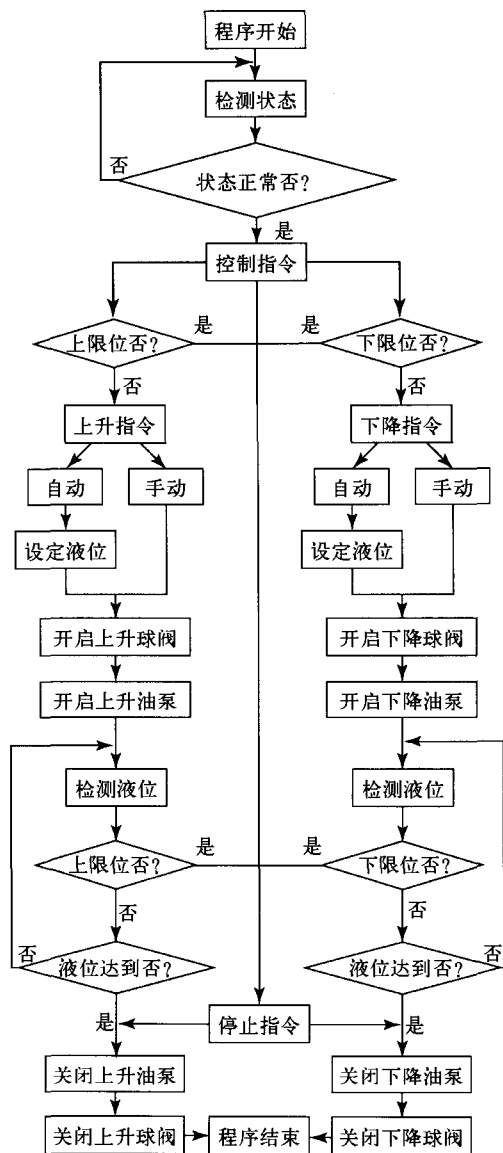 程序开始
检测状态
否
状态正常否?
是
控制指令
上限位否?
是
是
下限位否?
否
否
上升指令
下降指令
自动
手动
自动
手动
设定液位
设定液位
开启上升球阀
开启下降球阀
开启上升油泵
开启下降油泵
检测液位
检测液位
上限位否?
是
是
下限位否?
否
否
否
液位达到否?
液位达到否?
否
是
停止指令
是
关闭上升油泵
关闭下降油泵
关闭上升球阀
程序结束
关闭下降球阀